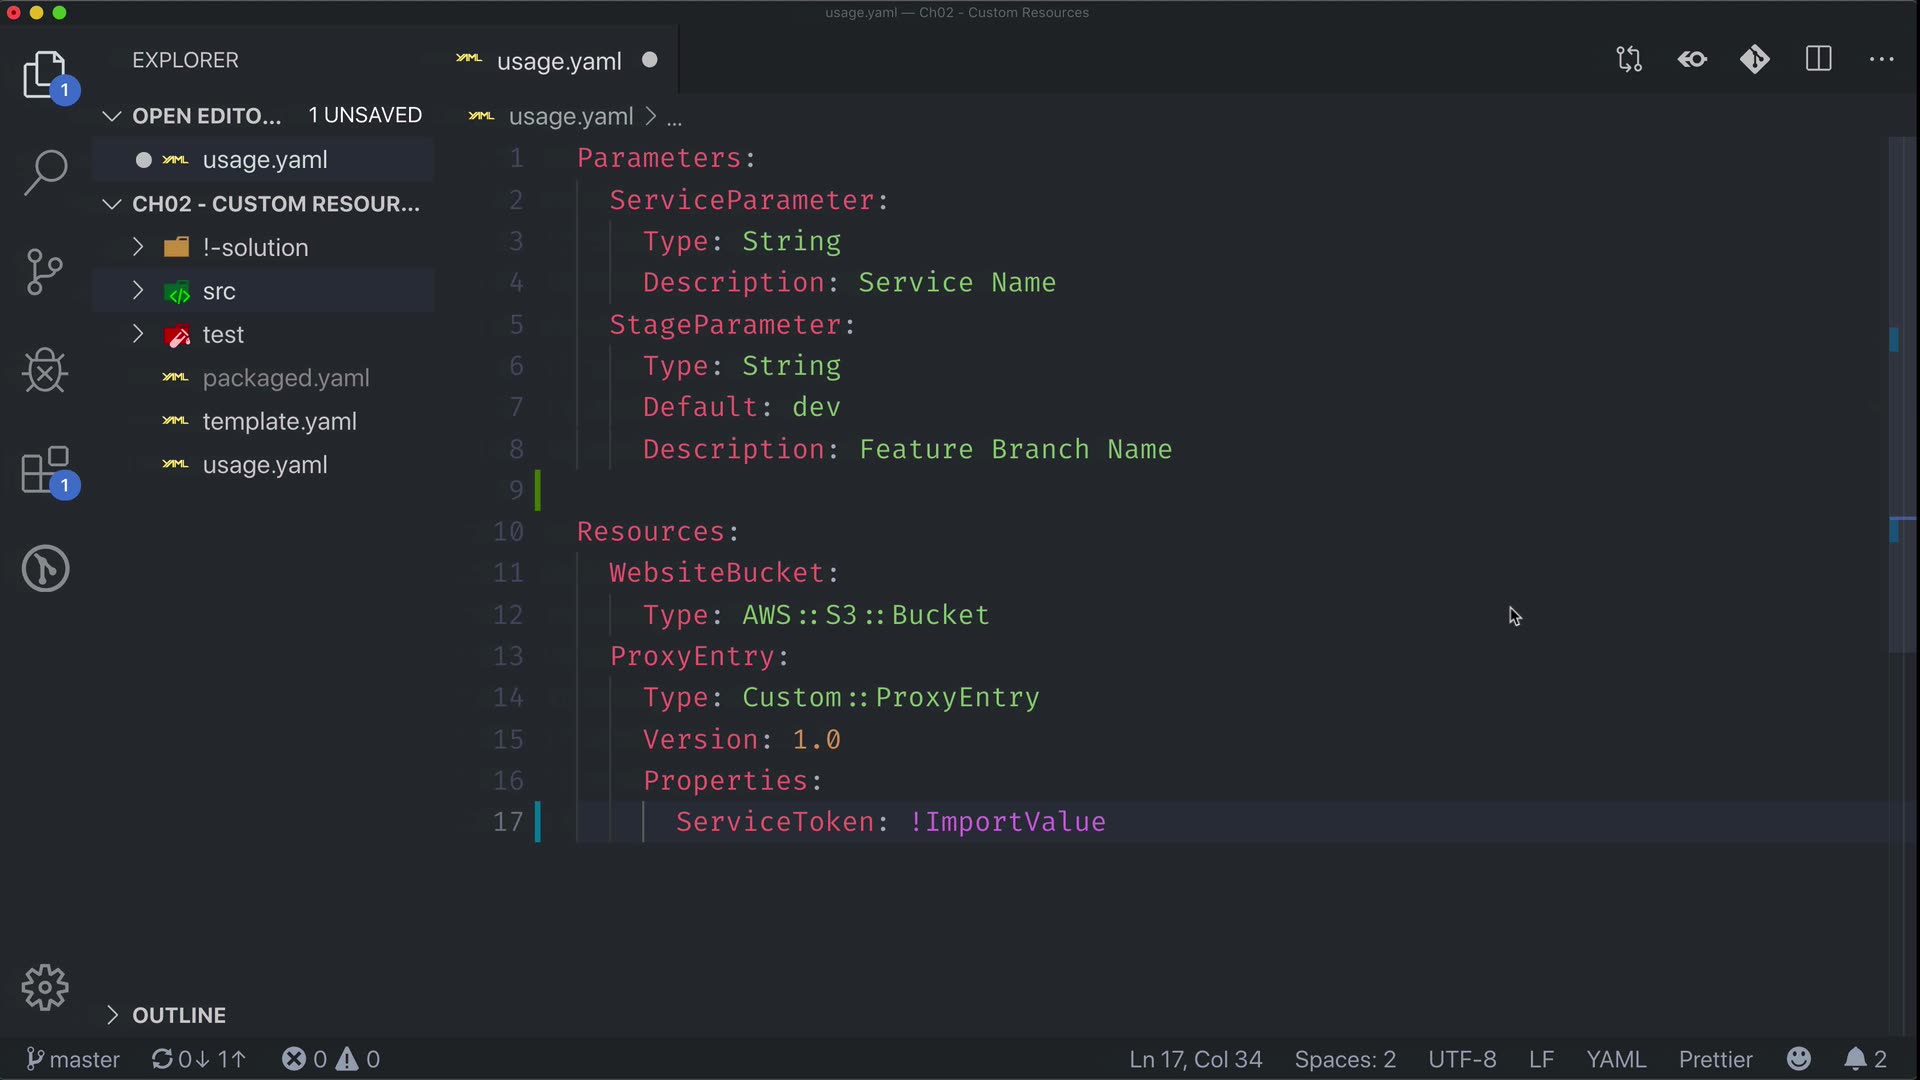 usage.yaml — Ch02 - Custom Resources
EXPLORER
1
OPEN EDITO... 1 UNSAVED
usage.yaml
CH02 - CUSTOM RESOUR...
!-solution
src
test
packaged.yaml
template.yaml
usage.yaml
1
OUTLINE
YAML usage.yaml
YAML usage.yaml > ...
1 Parameters:
2 ServiceParameter:
3 Type: String
4 Description: Service Name
5 StageParameter:
6 Type: String
7 Default: dev
8 Description: Feature Branch Name
9
10 Resources:
11 WebsiteBucket:
12 Type: AWS::S3::Bucket
13 ProxyEntry:
14 Type: Custom::ProxyEntry
15 Version: 1.0
16 Properties:
17 ServiceToken: !ImportValue
master 0↓ 1↑ 0 0 Ln 17, Col 34 Spaces: 2 UTF-8 LF YAML Prettier 2